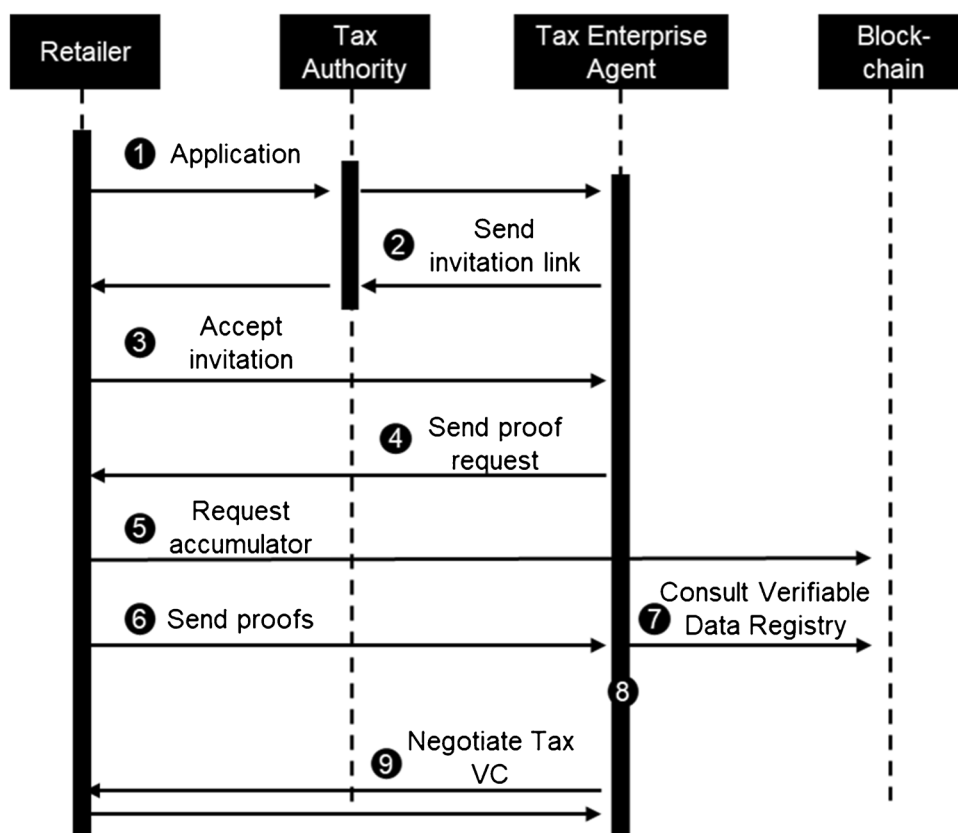 Retailer
Tax
Authority
Tax Enterprise
Agent
Block-
chain
1 Application
2 Send
invitation link
3 Accept
invitation
4 Send proof
request
5 Request
accumulator
6 Send proofs
7 Consult Verifiable
Data Registry
8
9 Negotiate Tax
VC